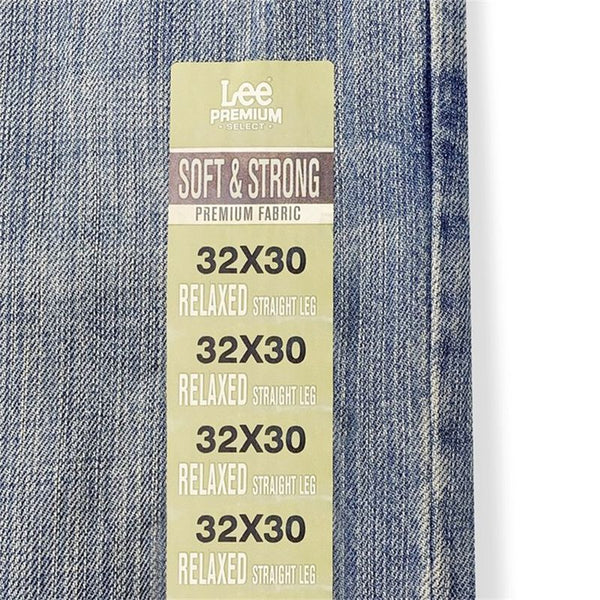 Lee®
PREMIUM
• SELECT •
SOFT & STRONG
PREMIUM FABRIC
32X30
RELAXED STRAIGHT LEG
32X30
RELAXED STRAIGHT LEG
32X30
RELAXED STRAIGHT LEG
32X30
RELAXED STRAIGHT LEG